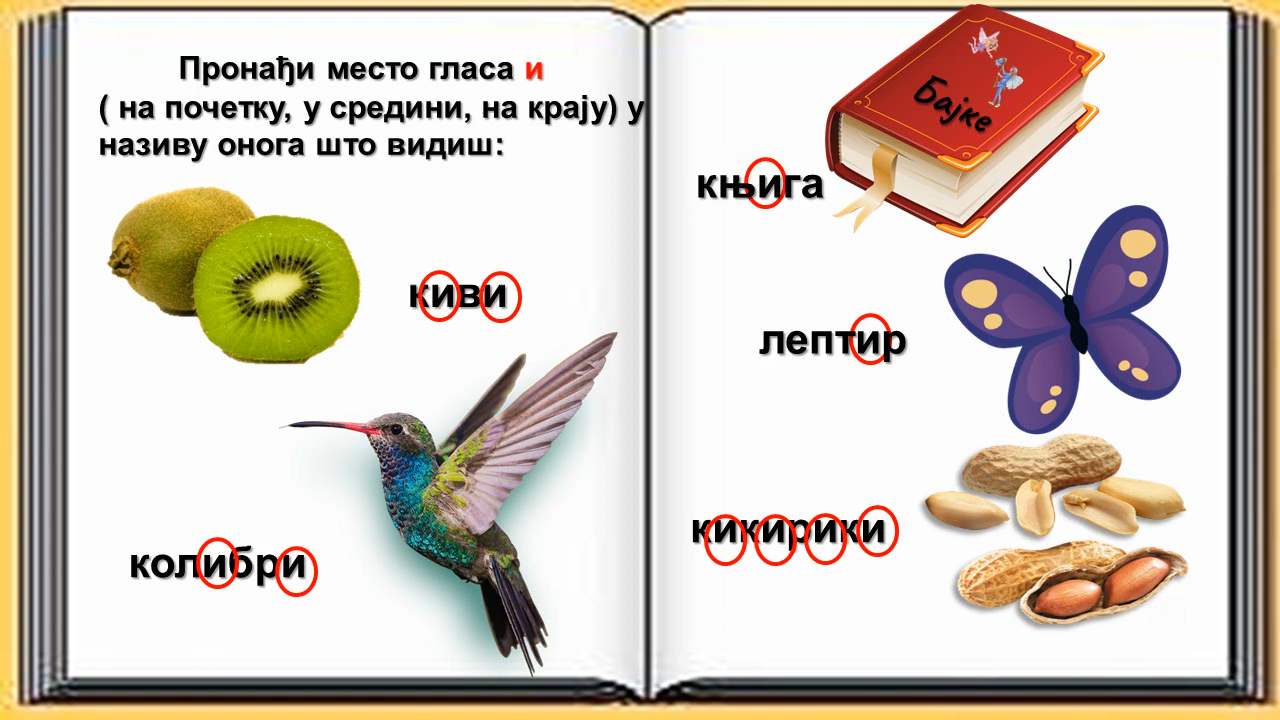 Пронађи место гласа и
( на почетку, у средини, на крају) у
називу онога што видиш:
киви
колибри
Бајке
књига
лептир
кикирики